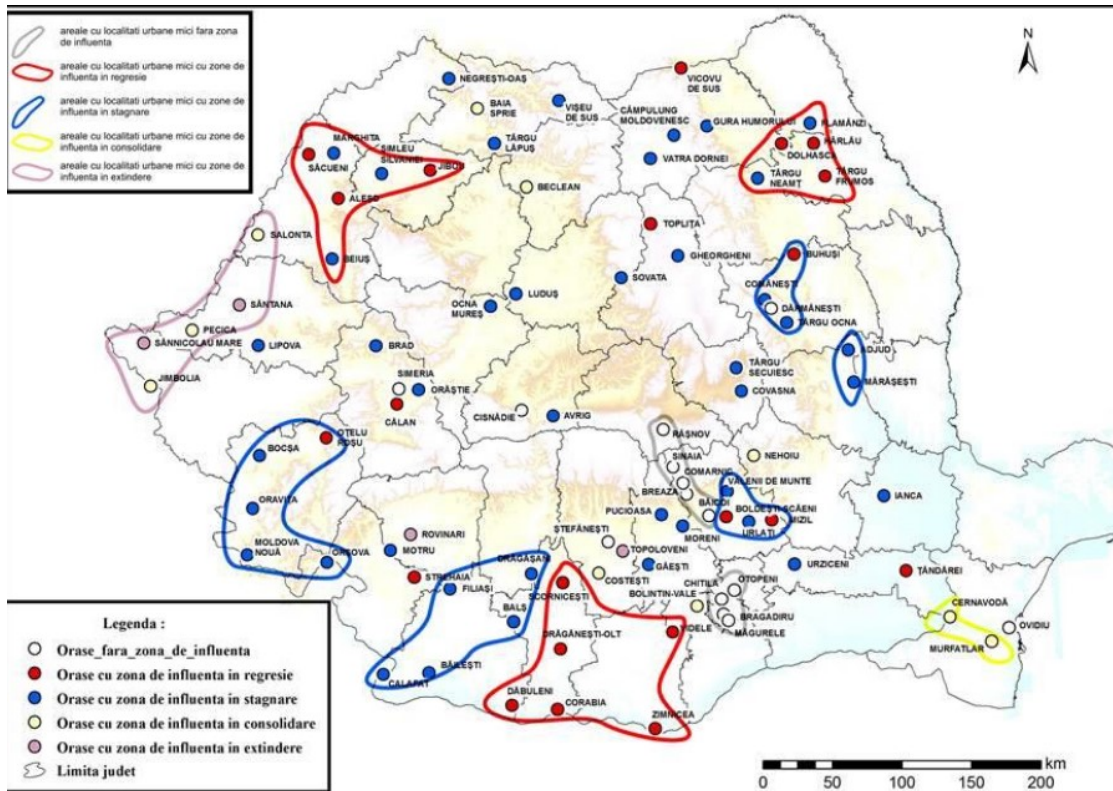 areale cu localitati urbane mici fara zona
de influenta
areale cu localitati urbane mici cu zone de
influenta in regresie
areale cu localitati urbane mici cu zone de
influenta in stagnare
areale cu localitati urbane mici cu zone de
influenta in consolidare
areale cu localitati urbane mici cu zone de
influenta in extindere
N
NEGREȘTI-OAȘ
VICOVU
DE SUS
BAIA
SPRIE
VIȘEU
DE SUS
CÂMPULUNG
MOLDOVENESC
GURA HUMORULUI
FLAMÂNZI
MARGHITA
SIMLEU
SILVANIEI
TÂRGU
LĂPUȘ
VATRA DORNEI
DOLHASCA
HÂRLĂU
SĂCUENI
JIBOU
TÂRGU
NEAMȚ
TÂRGU
FRUMOS
BECLEAN
ALEȘD
TOPLIȚA
SALONTA
BEIUȘ
GHEORGHENI
BUHUȘI
SOVATA
COMĂNEȘTI
SÂNTANA
LUDUȘ
OCNA
MUREȘ
DĂRMĂNEȘTI
TÂRGU OCNA
PECICA
SÂNNICOLAU MARE
LIPOVA
BRAD
ADJUD
TÂRGU
SECUIESC
JIMBOLIA
SIMERIA
ORĂȘTIE
COVASNA
MĂRĂȘEȘTI
CĂLAN
CISNĂDIE
AVRIG
OȚELU
ROȘU
RÂȘNOV
BOCȘA
SINAIA
NEHOIU
COMARNIC
VALENII DE MUNTE
BREAZA
BĂICOI
IANCA
ORAVIȚA
PUCIOASA
BOLDEȘTI-SCĂENI
MIZIL
URLAȚI
MORENI
ROVINARI
ȘTEFĂNEȘTI
MOLDOVA
NOUĂ
MOTRU
TOPOLOVENI
ORȘOVA
DRĂGĂȘANI
GĂEȘTI
URZICENI
STREHAIA
COSTEȘTI
ȚĂNDĂREI
FILIAȘI
SCORNICEȘTI
CHITILA
OTOPENI
BOLINTIN-VALE
CERNAVODĂ
BALȘ
BRAGADIRU
OVIDIU
DRĂGĂNEȘTI-OLT
VIDELE
MĂGURELE
MURFATLAR
BĂILEȘTI
CALAFAT
DĂBULENI
CORABIA
ZIMNICEA
Legenda :
Orase_fara_zona_de_influenta
Orase cu zona de influenta in regresie
Orase cu zona de influenta in stagnare
Orase cu zona de influenta in consolidare
Orase cu zona de influenta in extindere
Limita judet
km
0 50 100 150 200